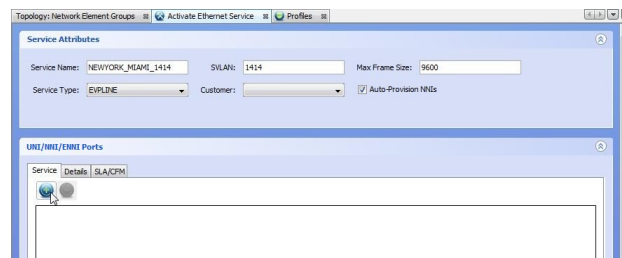 Topology: Network Element Groups Activate Ethernet Service Profiles
Service Attributes
Service Name: NEWYORK_MIAMI_1414 SVLAN: 1414 Max Frame Size: 9600
Service Type: EVPLINE Customer: Auto-Provision NNIs
UNI/NNI/ENNI Ports
Service Details SLA/CFM